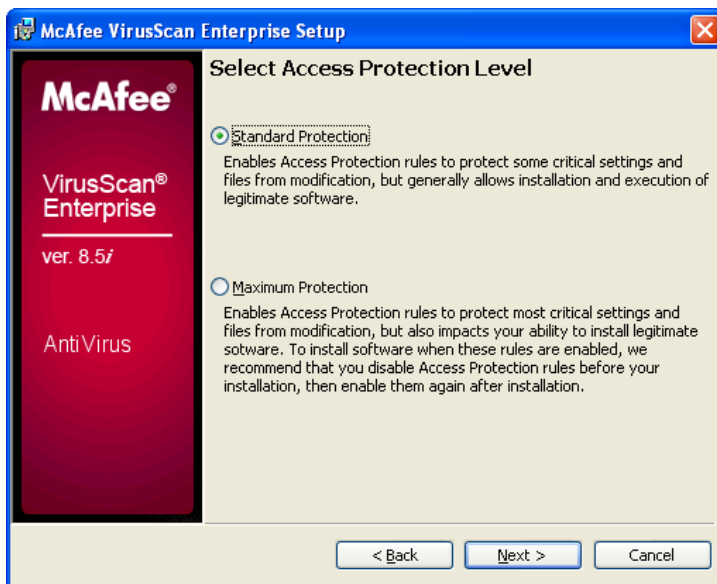 McAfee VirusScan Enterprise Setup
McAfee®
VirusScan®
Enterprise
ver. 8.5i
AntiVirus
Select Access Protection Level
Standard Protection
Enables Access Protection rules to protect some critical settings and
files from modification, but generally allows installation and execution of
legitimate software.
Maximum Protection
Enables Access Protection rules to protect most critical settings and
files from modification, but also impacts your ability to install legitimate
sotware. To install software when these rules are enabled, we
recommend that you disable Access Protection rules before your
installation, then enable them again after installation.
< Back
Next >
Cancel